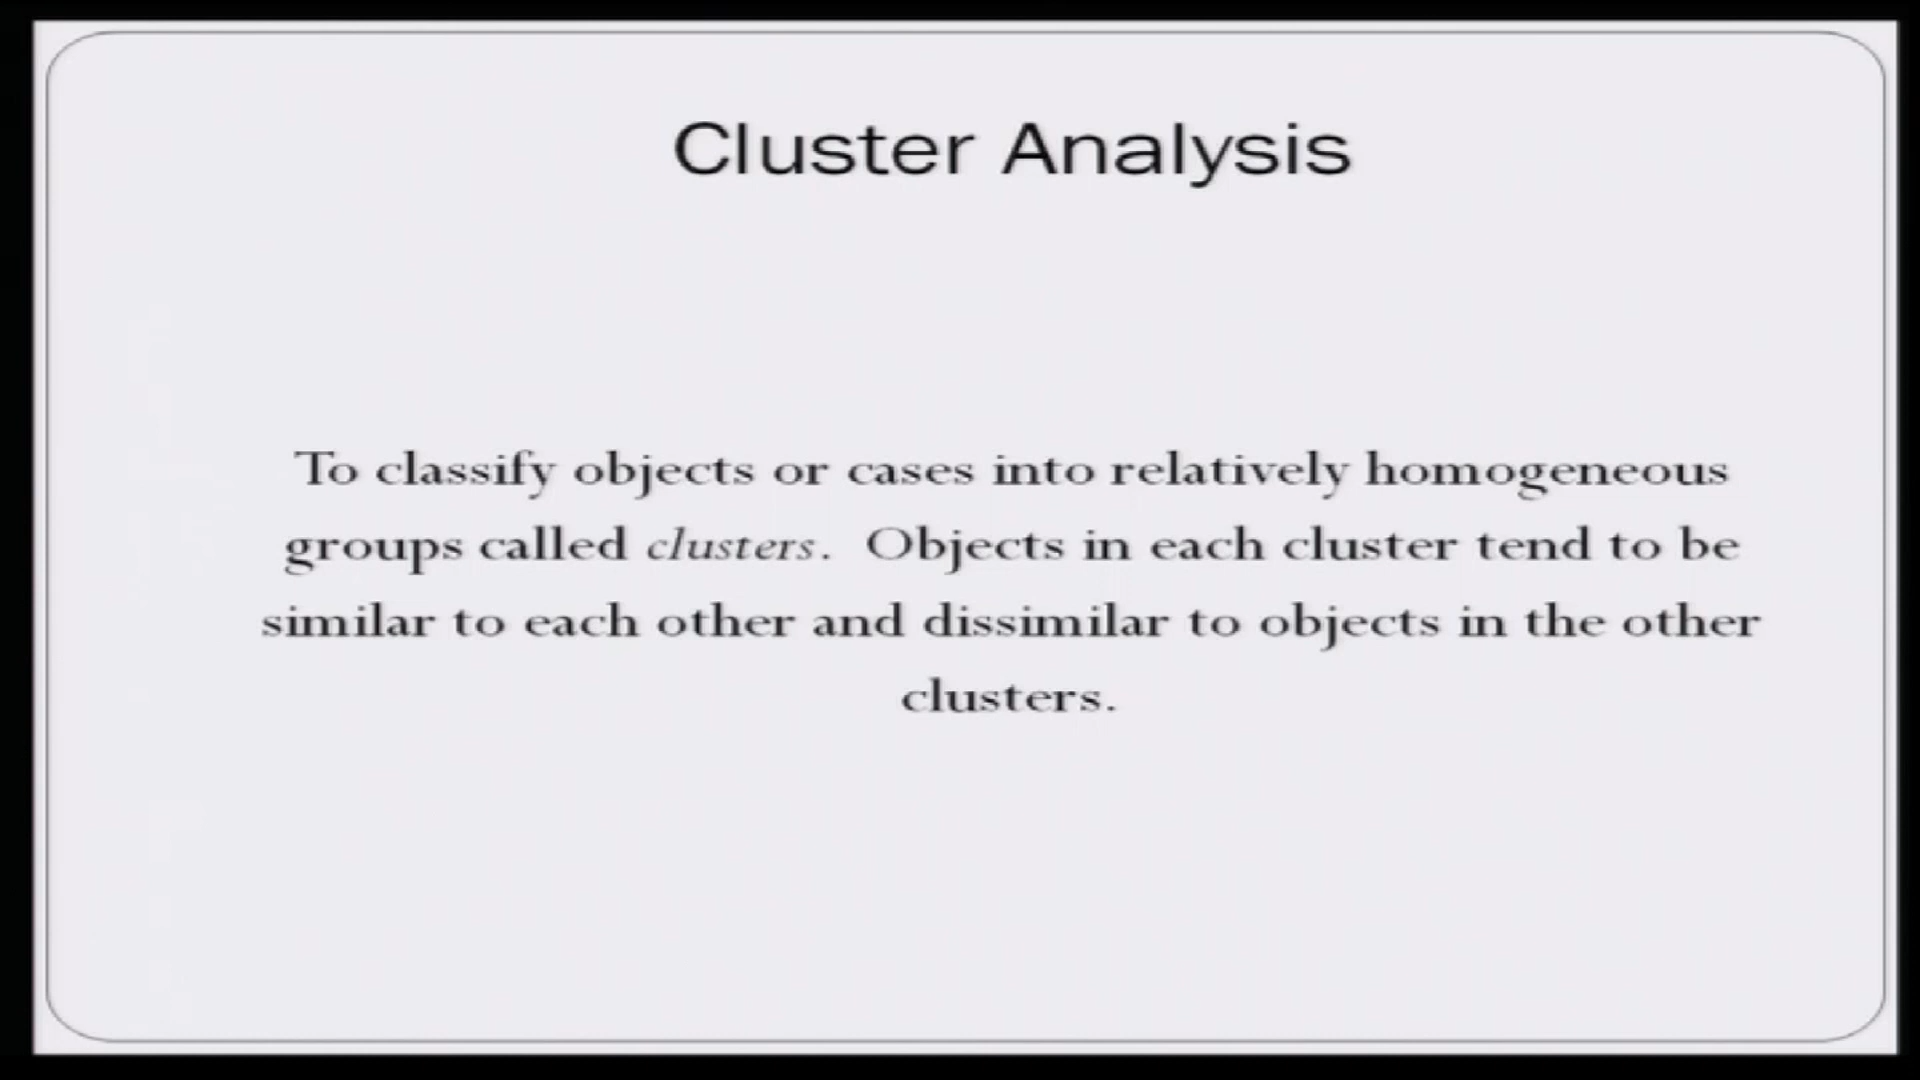 Cluster Analysis
To classify objects or cases into relatively homogeneous
groups called clusters. Objects in each cluster tend to be
similar to each other and dissimilar to objects in the other
clusters.